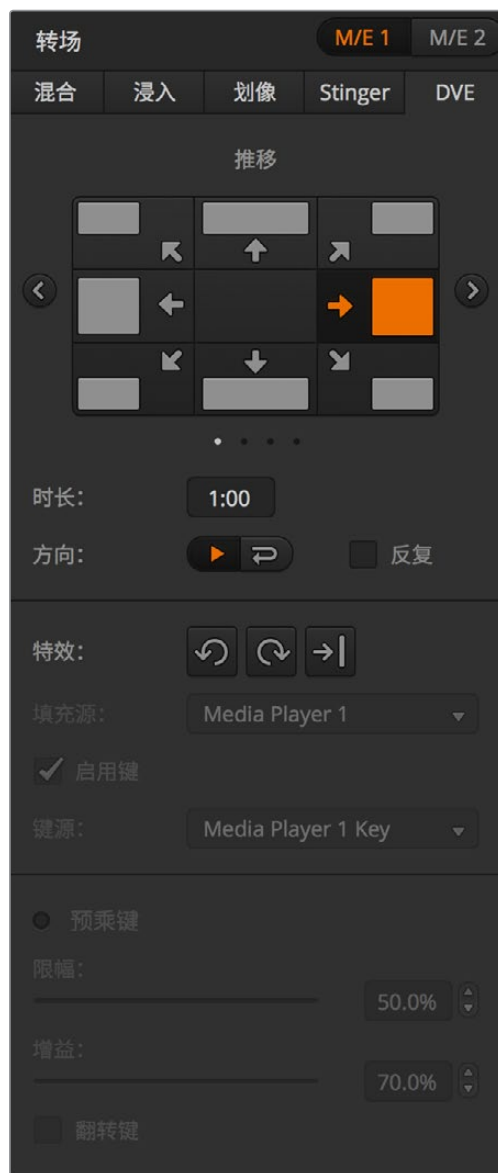 转场 M/E 1 M/E 2
混合 浸入 划像 Stinger DVE
推移
时长： 1:00
方向： 反复
特效：
填充源： Media Player 1
启用键
键源： Media Player 1 Key
预乘键
限幅：
50.0%
增益：
70.0%
翻转键